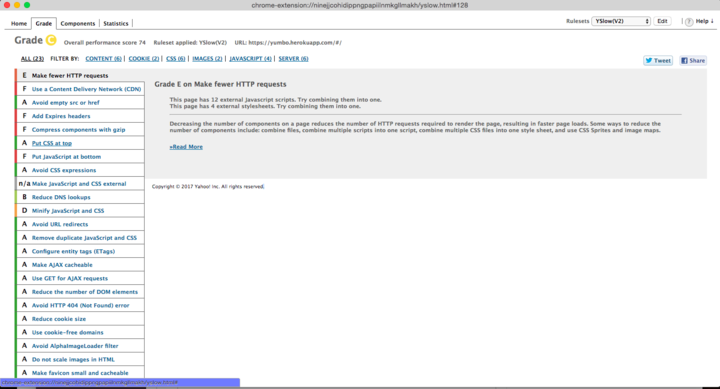 chrome-extension://ninejjcohidippngpapiilnmkgllmakh/yslow.html#128
Home Grade Components Statistics Rulesets YSlow(V2) Edit | ? Help ↓
Grade C Overall performance score 74 Ruleset applied: YSlow(V2) URL: https://yumbo.herokuapp.com/#/
ALL (23) FILTER BY: CONTENT (6) | COOKIE (2) | CSS (6) | IMAGES (2) | JAVASCRIPT (4) | SERVER (6)
Tweet Share
E Make fewer HTTP requests
F Use a Content Delivery Network (CDN)
A Avoid empty src or href
F Add Expires headers
F Compress components with gzip
A Put CSS at top
F Put JavaScript at bottom
A Avoid CSS expressions
n/a Make JavaScript and CSS external
B Reduce DNS lookups
D Minify JavaScript and CSS
A Avoid URL redirects
A Remove duplicate JavaScript and CSS
A Configure entity tags (ETags)
A Make AJAX cacheable
A Use GET for AJAX requests
A Reduce the number of DOM elements
A Avoid HTTP 404 (Not Found) error
A Reduce cookie size
A Use cookie-free domains
A Avoid AlphaImageLoader filter
A Do not scale images in HTML
A Make favicon small and cacheable
Grade E on Make fewer HTTP requests
This page has 12 external Javascript scripts. Try combining them into one.
This page has 4 external stylesheets. Try combining them into one.
Decreasing the number of components on a page reduces the number of HTTP requests required to render the page, resulting in faster page loads. Some ways to reduce the
number of components include: combine files, combine multiple scripts into one script, combine multiple CSS files into one style sheet, and use CSS Sprites and image maps.
»Read More
Copyright © 2017 Yahoo! Inc. All rights reserved.